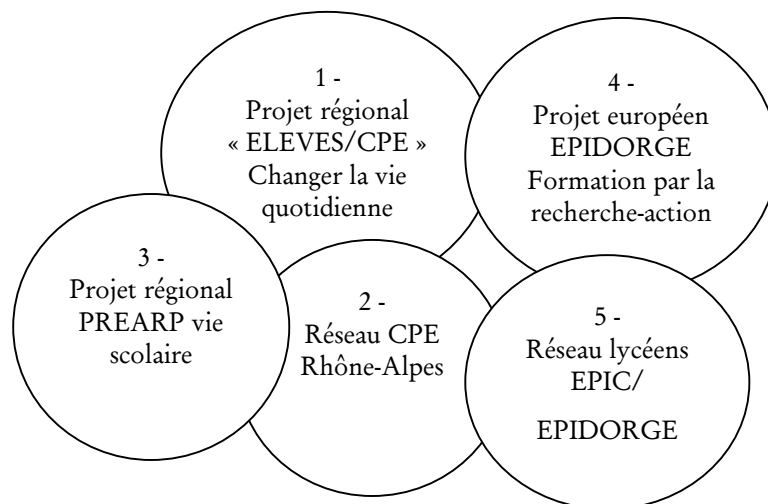 1 -
Projet régional
« ELEVES/CPE »
Changer la vie
quotidienne
2 -
Réseau CPE
Rhône-Alpes
3 -
Projet régional
PREARP vie
scolaire
4 -
Projet européen
EPIDORGE
Formation par la
recherche-action
5 -
Réseau lycéens
EPIC/
EPIDORGE